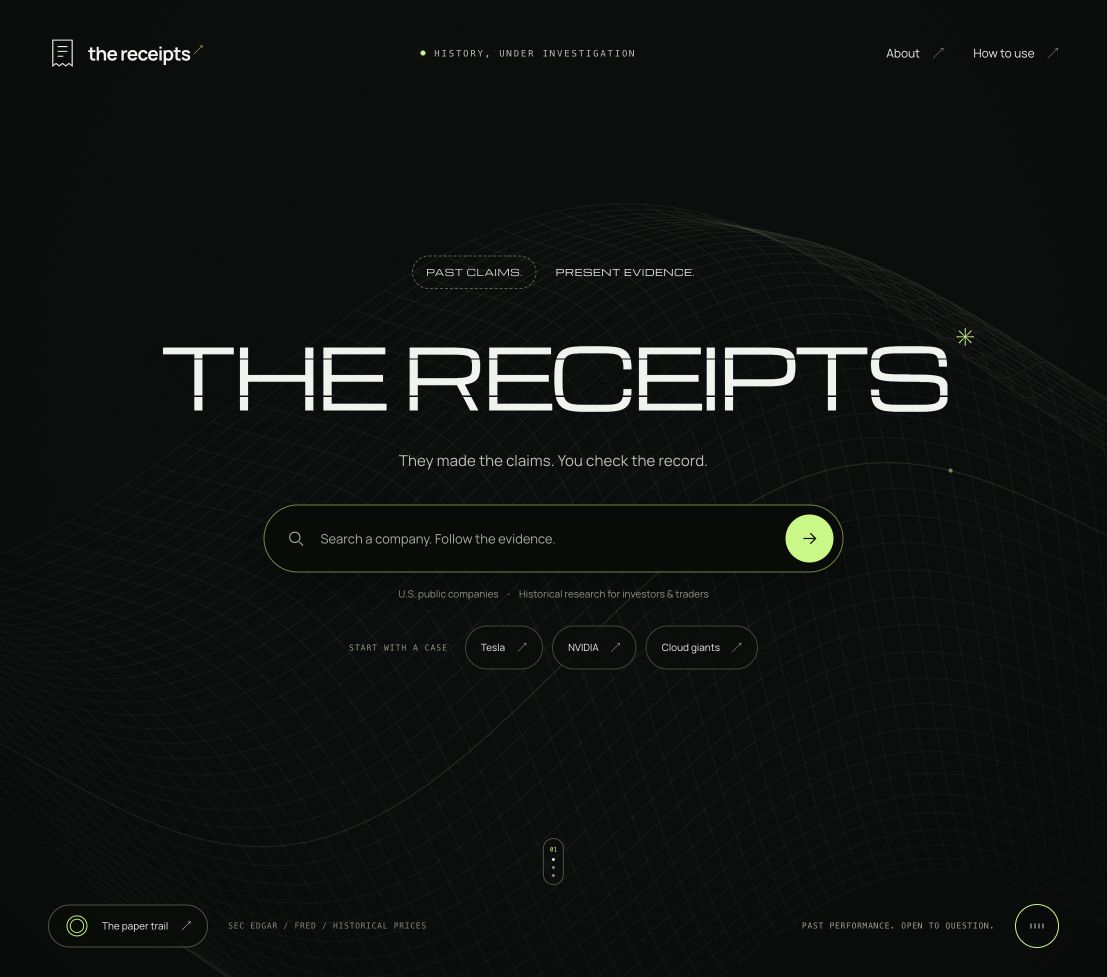 the receipts
HISTORY, UNDER INVESTIGATION
About
How to use
PAST CLAIMS. PRESENT EVIDENCE.
THE RECEIPTS
They made the claims. You check the record.
Search a company. Follow the evidence.
U.S. public companies · Historical research for investors & traders
START WITH A CASE
Tesla
NVIDIA
Cloud giants
01
The paper trail
SEC EDGAR / FRED / HISTORICAL PRICES
PAST PERFORMANCE. OPEN TO QUESTION.